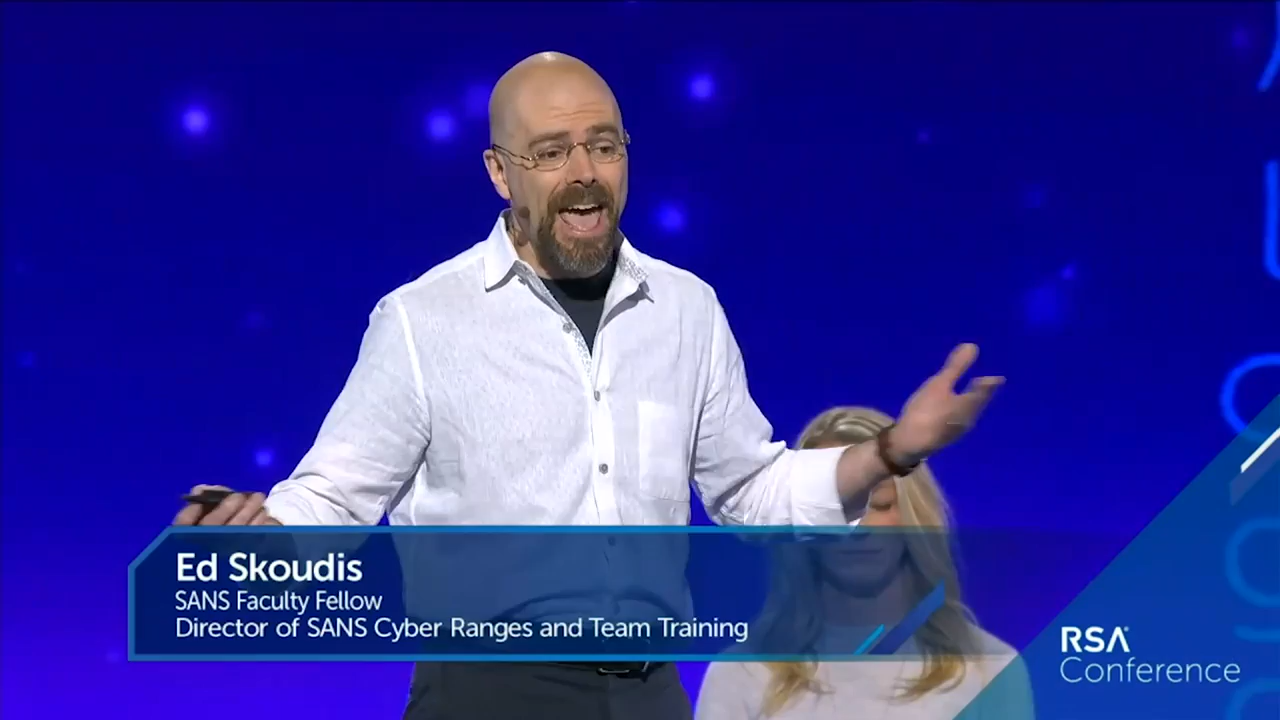 Ed Skoudis
SANS Faculty Fellow
Director of SANS Cyber Ranges and Team Training
RSA
Conference